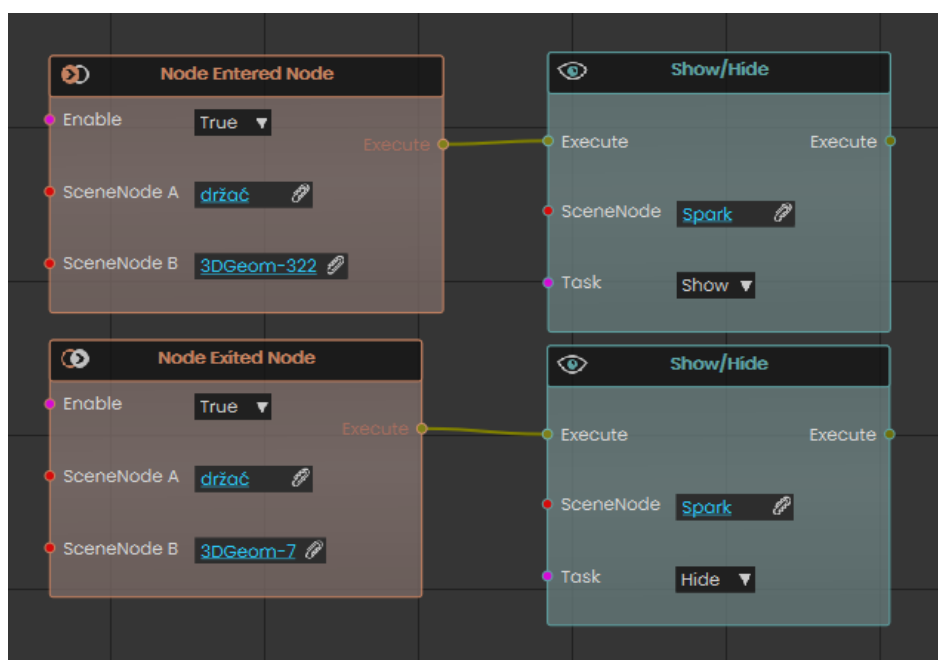 Node Entered Node
Enable
True
Execute
SceneNode A
držać
SceneNode B
3DGeom-322
Show/Hide
Execute
Execute
SceneNode
Spark
Task
Show
Node Exited Node
Enable
True
Execute
SceneNode A
držać
SceneNode B
3DGeom-7
Show/Hide
Execute
Execute
SceneNode
Spark
Task
Hide